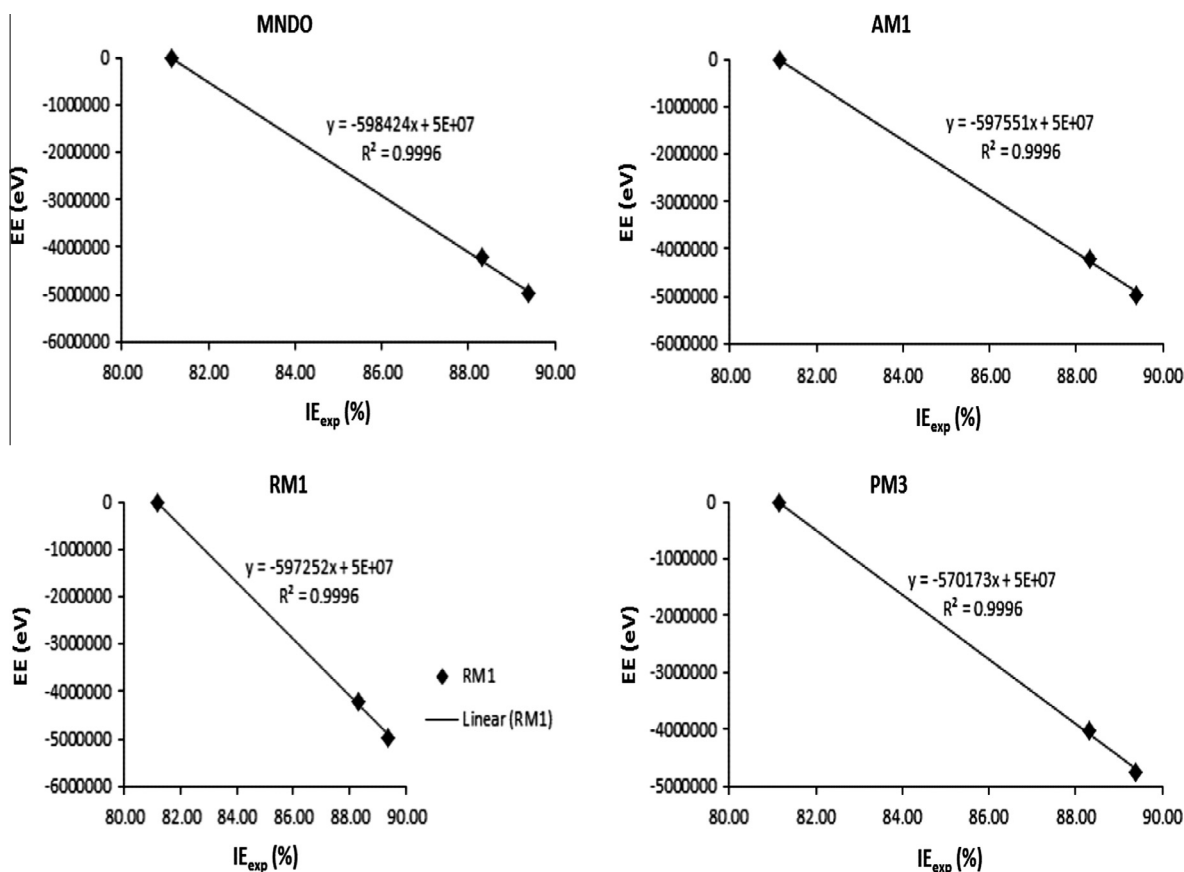 MNDO
0
-1000000
-2000000
-3000000
-4000000
-5000000
-6000000
EE (eV)
y = -598424x + 5E+07
R² = 0.9996
80.00 82.00 84.00 86.00 88.00 90.00
IEexp (%)
AM1
0
-1000000
-2000000
-3000000
-4000000
-5000000
-6000000
EE (eV)
y = -597551x + 5E+07
R² = 0.9996
80.00 82.00 84.00 86.00 88.00 90.00
IEexp (%)
RM1
0
-1000000
-2000000
-3000000
-4000000
-5000000
-6000000
EE (eV)
y = -597252x + 5E+07
R² = 0.9996
RM1
Linear (RM1)
80.00 82.00 84.00 86.00 88.00 90.00
IEexp (%)
PM3
0
-1000000
-2000000
-3000000
-4000000
-5000000
EE (eV)
y = -570173x + 5E+07
R² = 0.9996
80.00 82.00 84.00 86.00 88.00 90.00
IEexp (%)